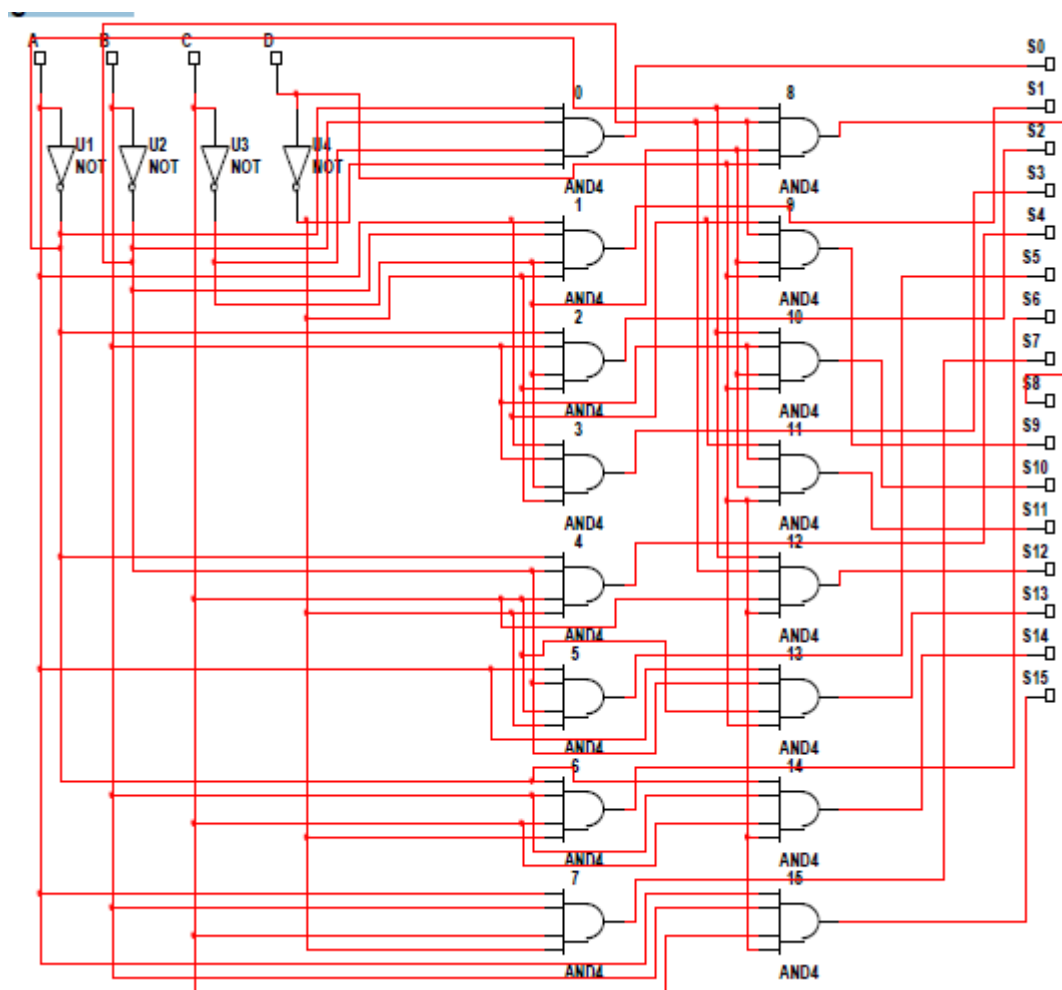 A B C D
S0
0 8
S1
U1 U2 U3 U4
NOT NOT NOT NOT
S2
AND4 AND4
S3
1 9
S4
S5
AND4 AND4
2 10
S6
S7
S8
AND4 AND4
3 11
S9
S10
S11
AND4 AND4
4 12
S12
S13
AND4 AND4
5 13
S14
S15
AND4 AND4
6 14
AND4 AND4
7 15
AND4 AND4